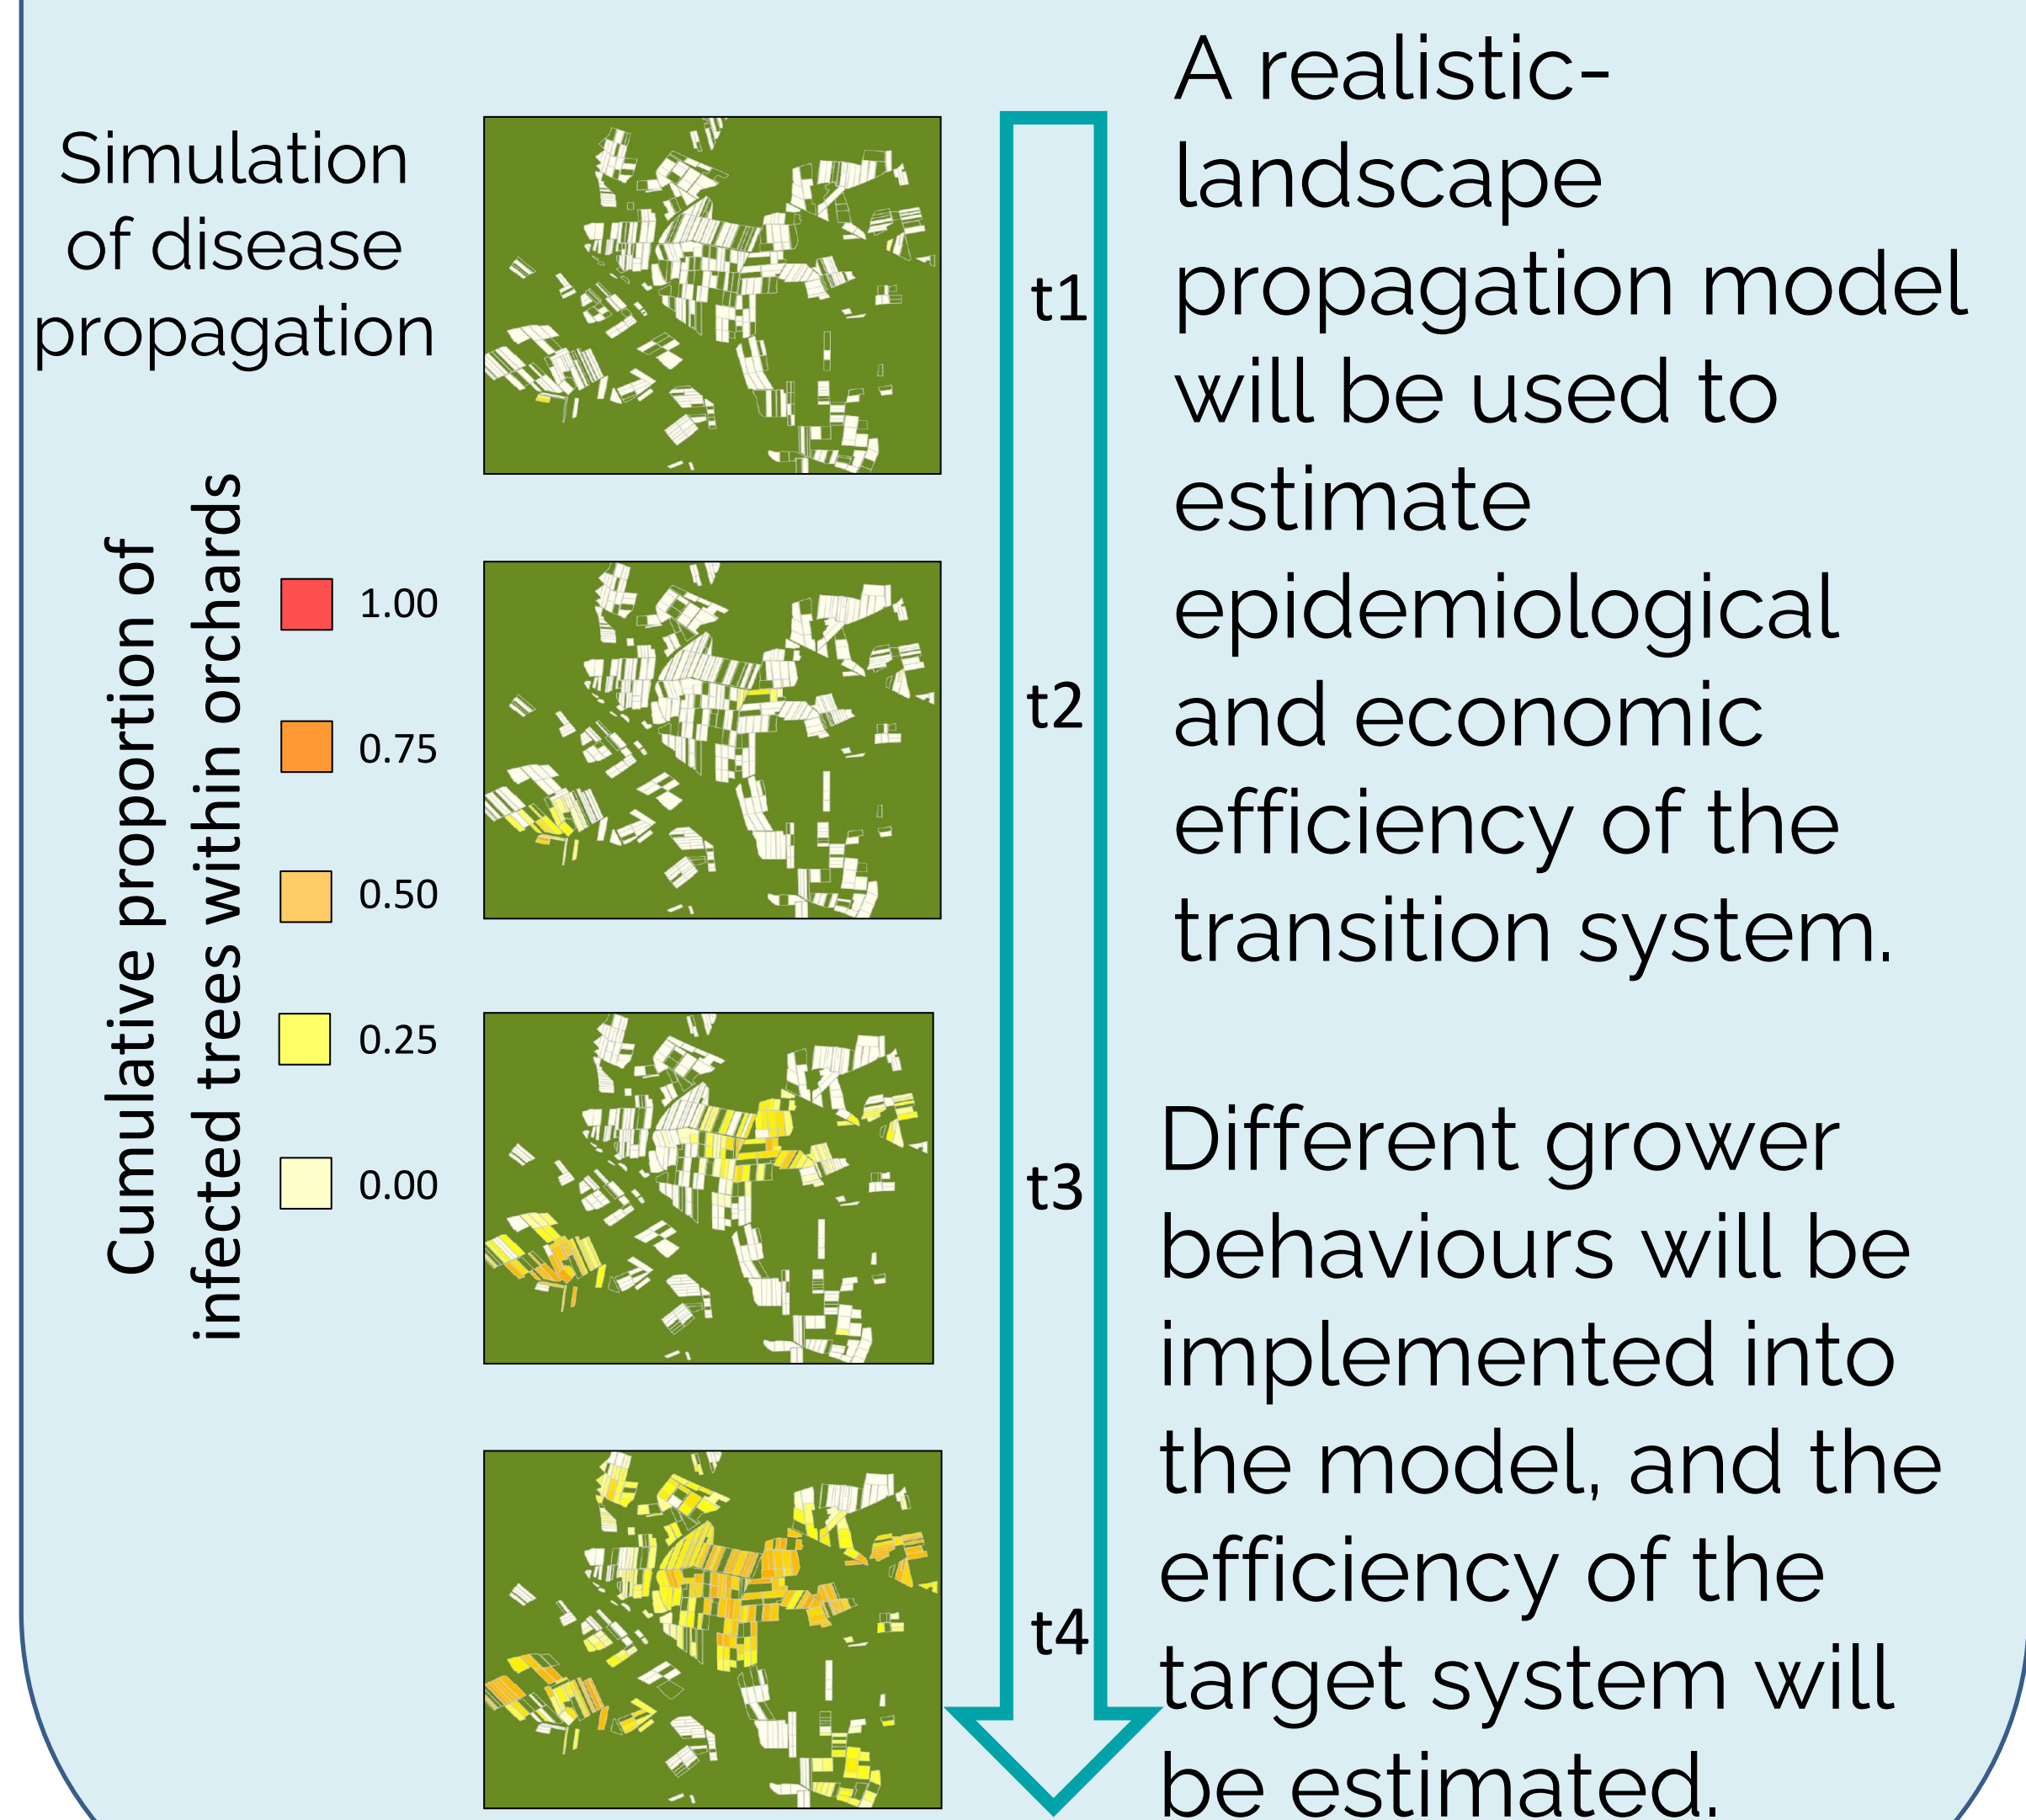 Simulation
of disease
propagation
Cumulative proportion of
infected trees within orchards
1.00
0.75
0.50
0.25
0.00
t1
t2
t3
t4
A realistic-
landscape
propagation model
will be used to
estimate
epidemiological
and economic
efficiency of the
transition system.
Different grower
behaviours will be
implemented into
the model, and the
efficiency of the
target system will
be estimated.